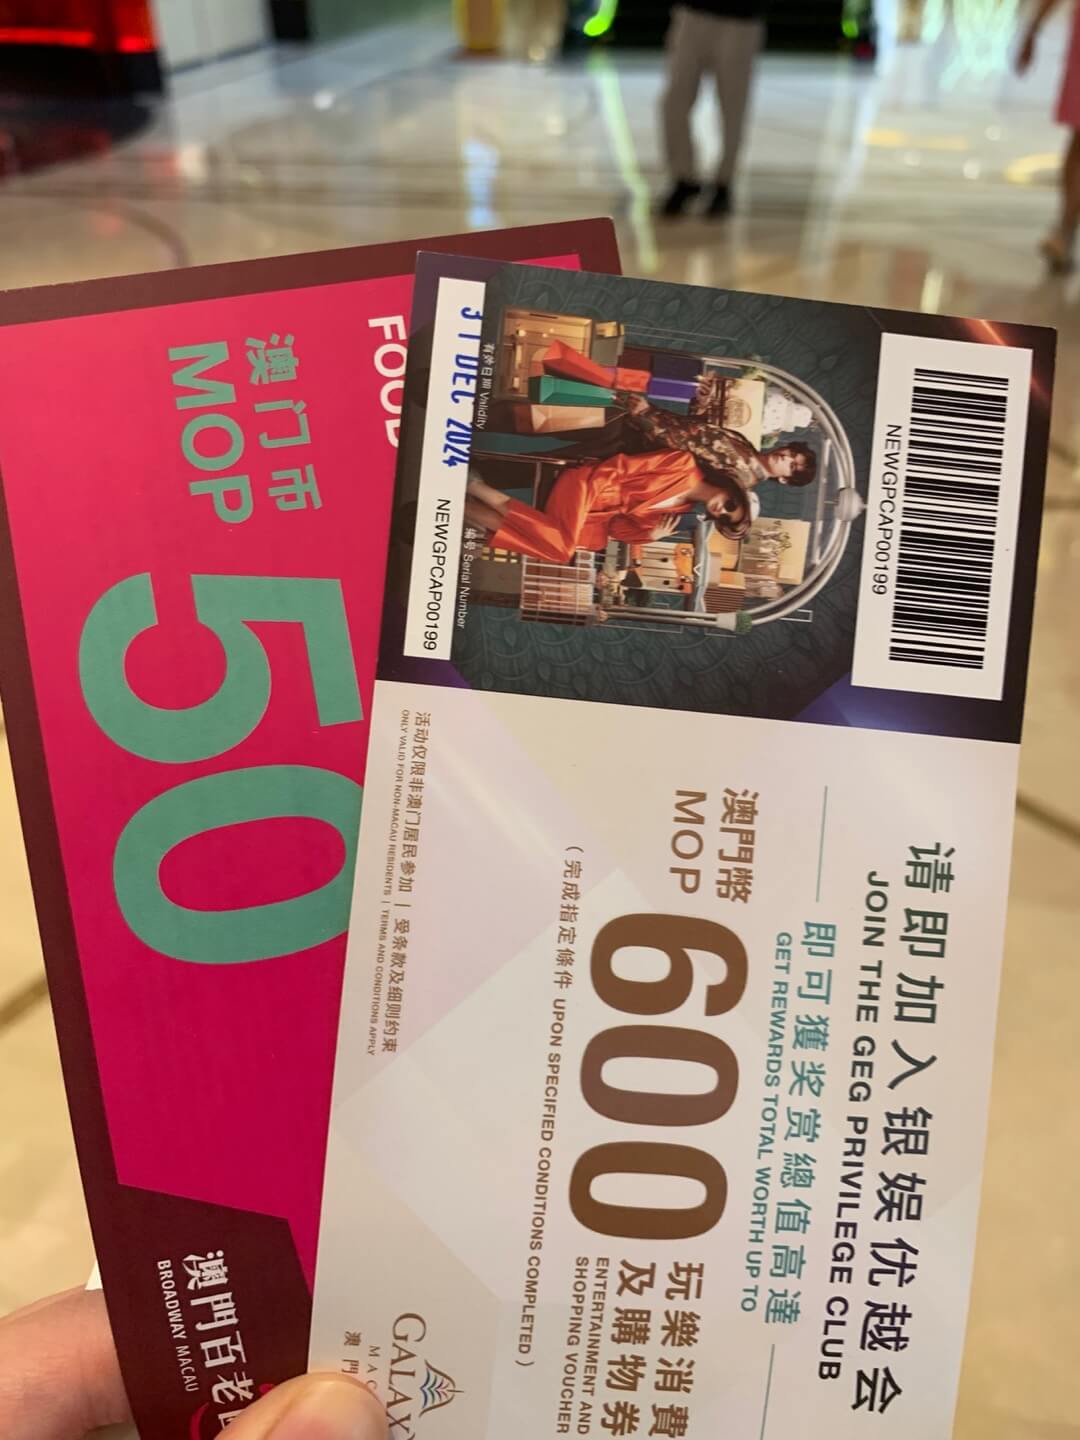 请即加入银娱优越会
JOIN THE GEG PRIVILEGE CLUB
即可獲奖赏總值高達
GET REWARDS TOTAL WORTH UP TO
澳門幣
MOP
600
玩樂消費
及購物券
ENTERTAINMENT AND
SHOPPING VOUCHER
(完成指定條件 UPON SPECIFIED CONDITIONS COMPLETED)
活动仅限非澳门居民参加 | 受条款及细则约束
ONLY VALID FOR NON-MACAU RESIDENTS | TERMS AND CONDITIONS APPLY
NEWGPCAP00199
有效日期 Validity
31 DEC 2024
编号 Serial Number
NEWGPCAP00199
GALAXY
澳門
FOOD
澳门币
MOP
50
澳門百老
BROADWAY MACAU